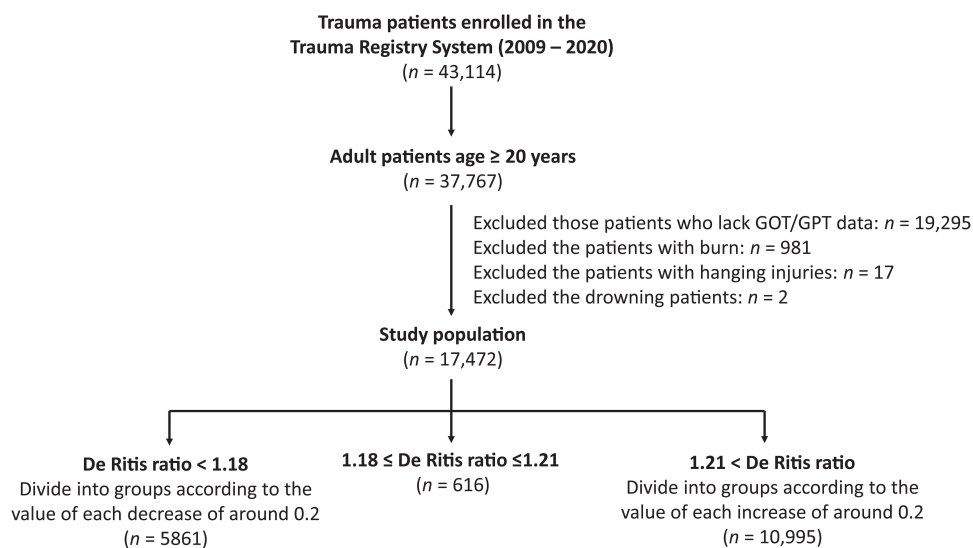 Trauma patients enrolled in the
Trauma Registry System (2009 – 2020)
(n = 43,114)
Adult patients age ≥ 20 years
(n = 37,767)
Excluded those patients who lack GOT/GPT data: n = 19,295
Excluded the patients with burn: n = 981
Excluded the patients with hanging injuries: n = 17
Excluded the drowning patients: n = 2
Study population
(n = 17,472)
De Ritis ratio < 1.18
Divide into groups according to the
value of each decrease of around 0.2
(n = 5861)
1.18 ≤ De Ritis ratio ≤1.21
(n = 616)
1.21 < De Ritis ratio
Divide into groups according to the
value of each increase of around 0.2
(n = 10,995)